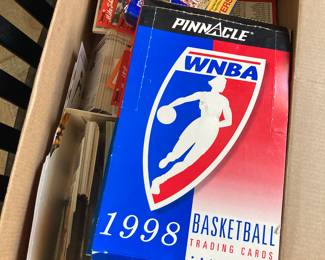 PINNACLE
WNBA
1998
BASKETBALL
TRADING CARDS